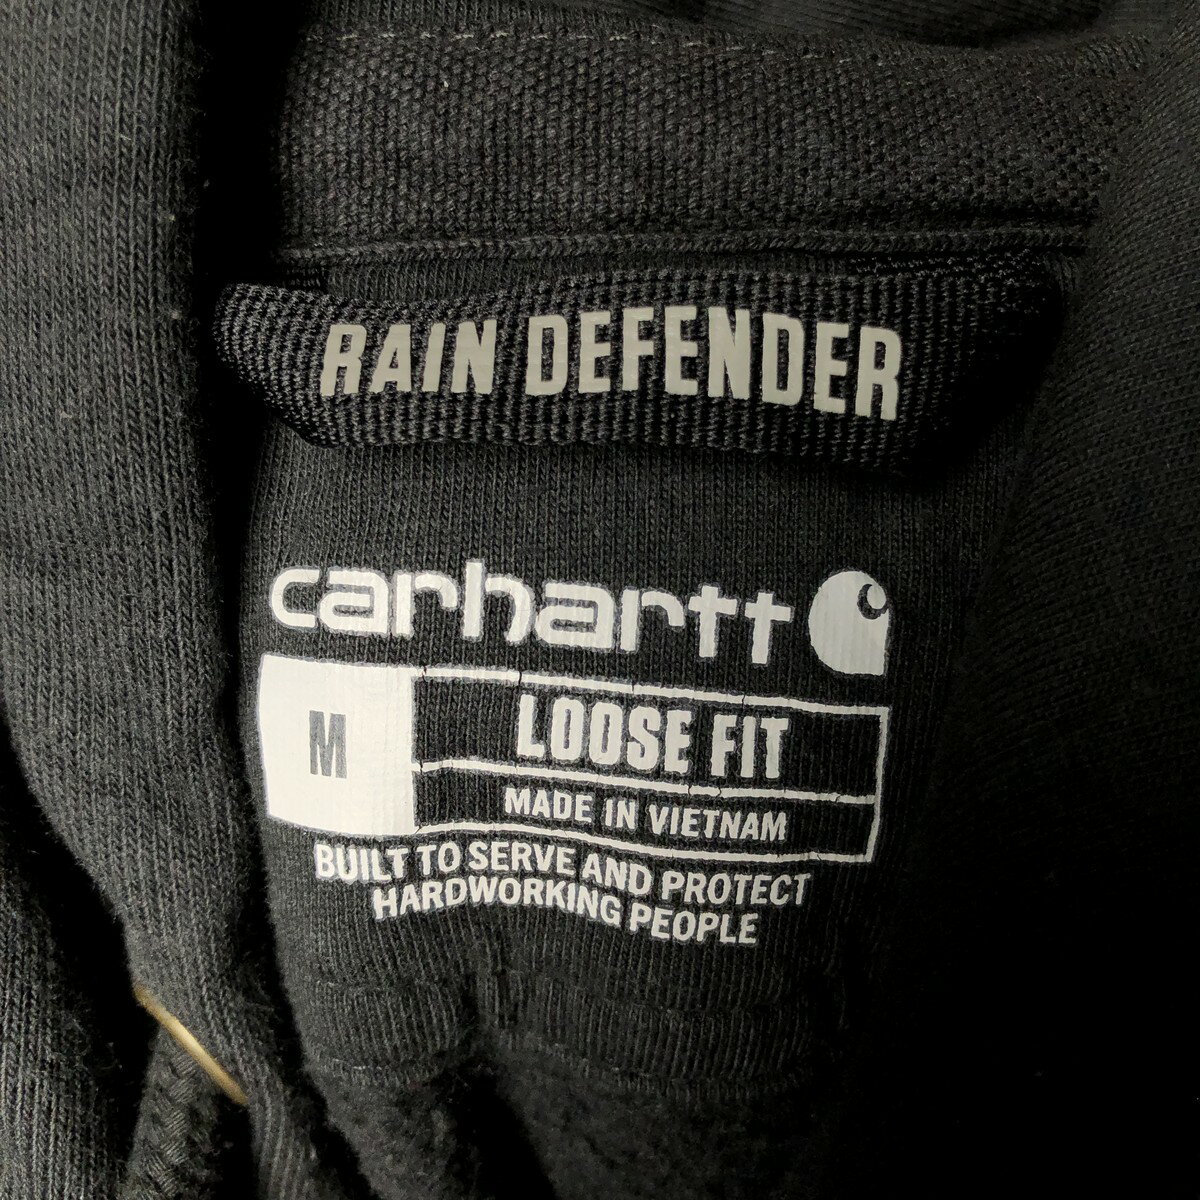 RAIN DEFENDER
carhartt
M
LOOSE FIT
MADE IN VIETNAM
BUILT TO SERVE AND PROTECT
HARDWORKING PEOPLE